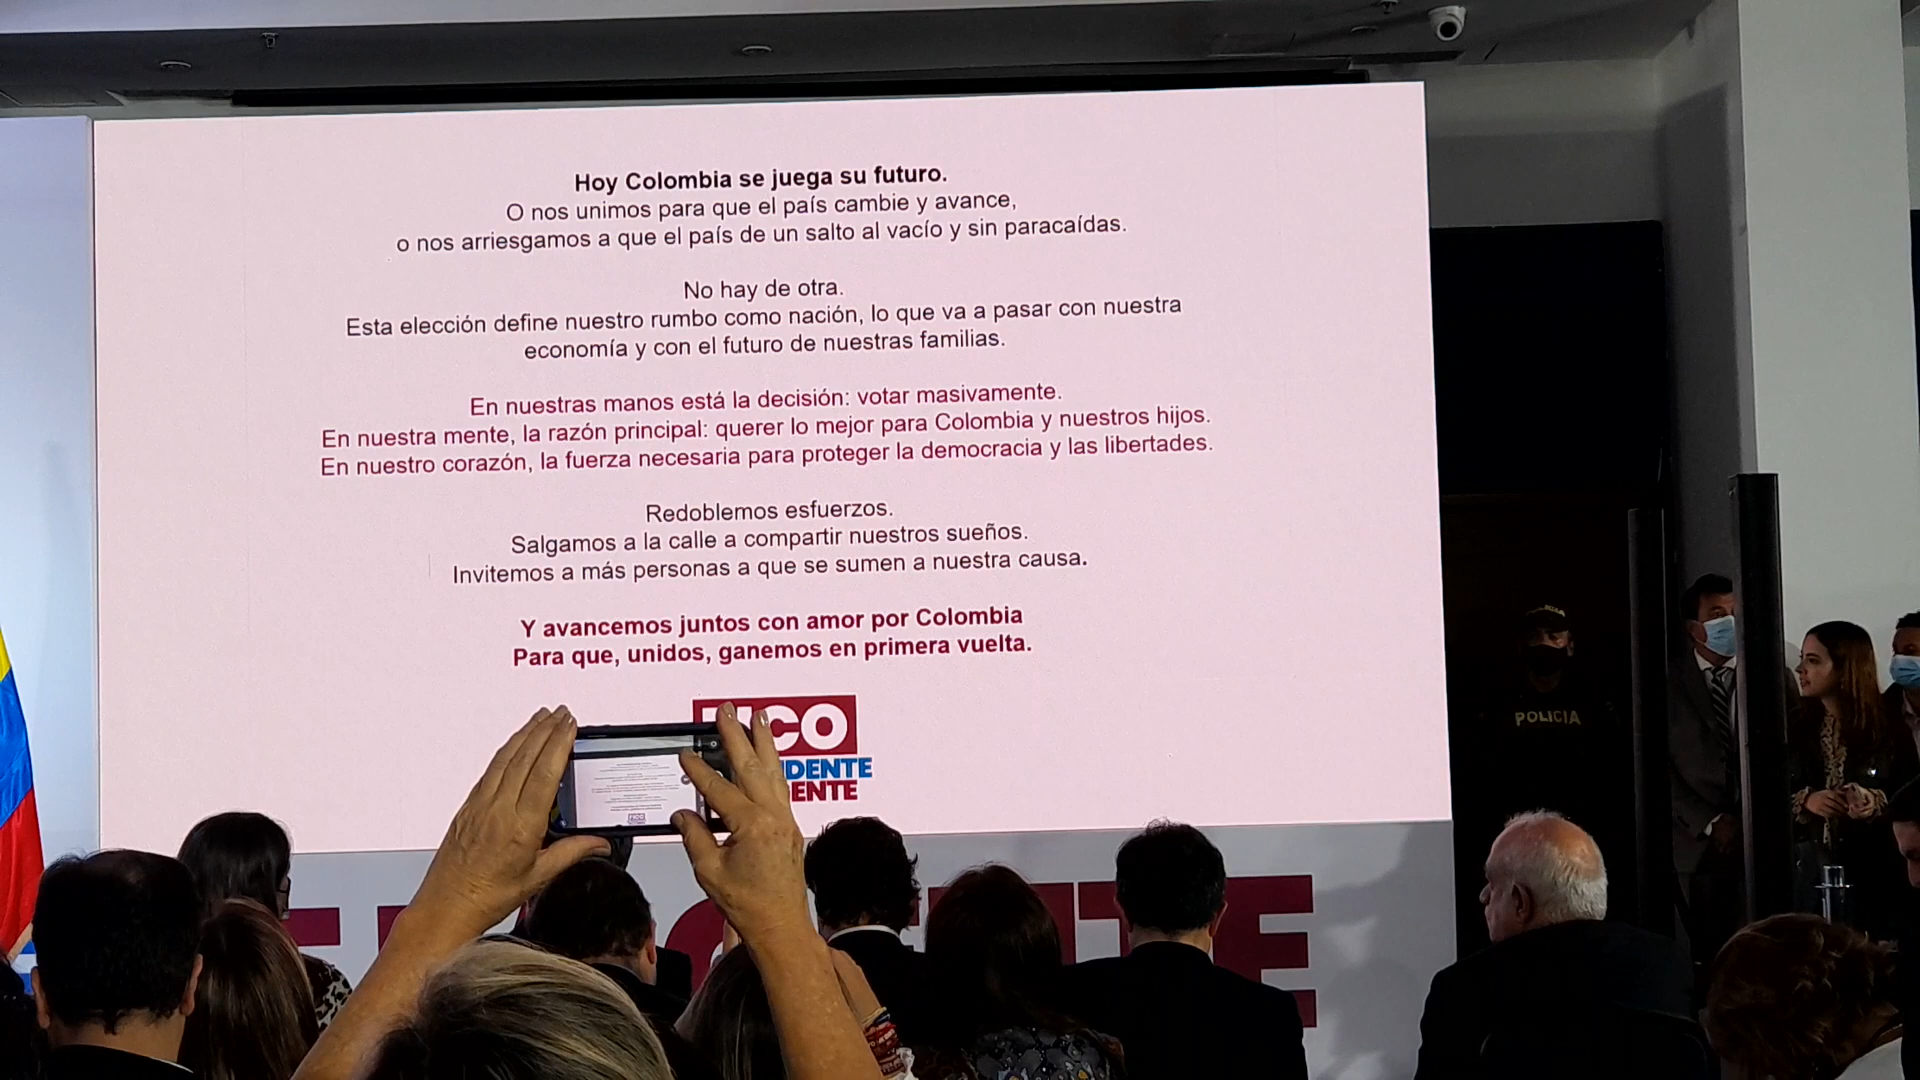 Hoy Colombia se juega su futuro.
O nos unimos para que el país cambie y avance,
o nos arriesgamos a que el país de un salto al vacío y sin paracaídas.
No hay de otra.
Esta elección define nuestro rumbo como nación, lo que va a pasar con nuestra
economía y con el futuro de nuestras familias.
En nuestras manos está la decisión: votar masivamente.
En nuestra mente, la razón principal: querer lo mejor para Colombia y nuestros hijos.
En nuestro corazón, la fuerza necesaria para proteger la democracia y las libertades.
Redoblemos esfuerzos.
Salgamos a la calle a compartir nuestros sueños.
Invitemos a más personas a que se sumen a nuestra causa.
Y avancemos juntos con amor por Colombia
Para que, unidos, ganemos en primera vuelta.
POLICIA